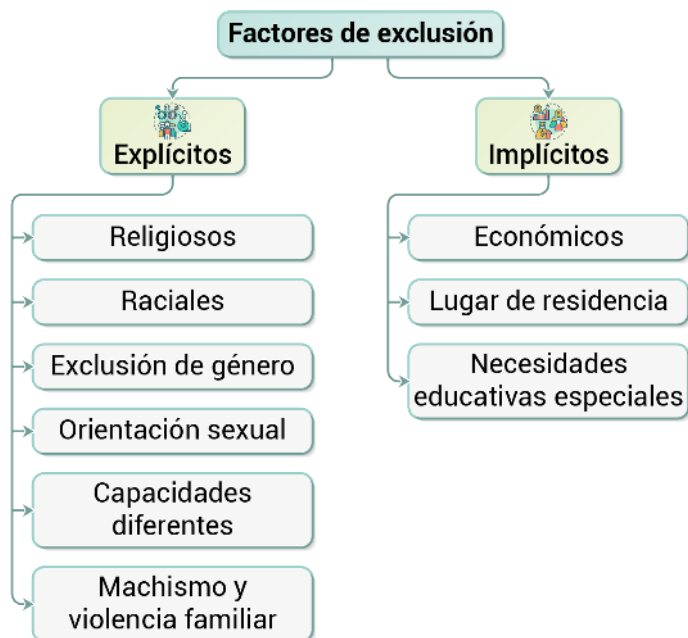 Factores de exclusión
Explícitos
Implícitos
Religiosos
Raciales
Exclusión de género
Orientación sexual
Capacidades
diferentes
Machismo y
violencia familiar
Económicos
Lugar de residencia
Necesidades
educativas especiales